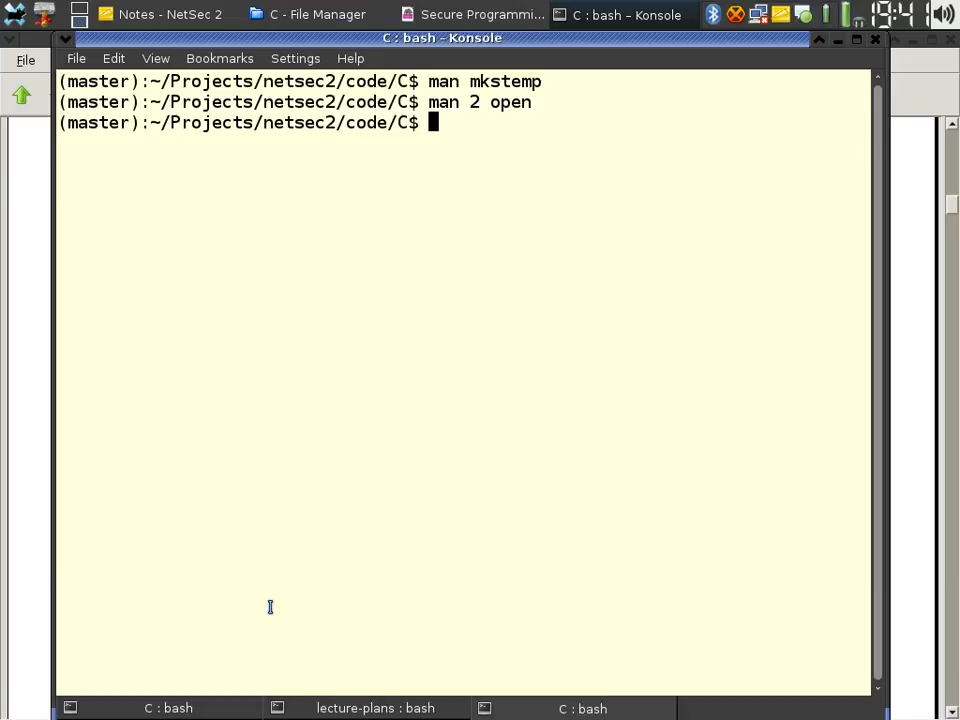 Notes - NetSec 2
C - File Manager
Secure Programmi...
C : bash – Konsole
19:41
C : bash – Konsole
File
File Edit View Bookmarks Settings Help
(master):~/Projects/netsec2/code/C$ man mkstemp
(master):~/Projects/netsec2/code/C$ man 2 open
(master):~/Projects/netsec2/code/C$
C : bash
lecture-plans : bash
C : bash